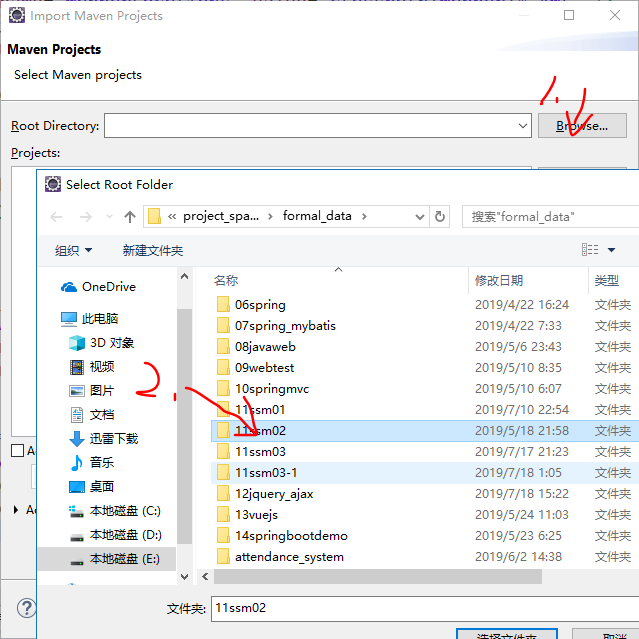 Import Maven Projects
Maven Projects
Select Maven projects
1.
Root Directory:
Browse...
Projects:
Select Root Folder
« project_spa... › formal_data ›
搜索"formal_data"
组织
新建文件夹
OneDrive
此电脑
3D 对象
视频
图片
文档
迅雷下载
音乐
桌面
本地磁盘 (C:)
本地磁盘 (D:)
本地磁盘 (E:)
2.
名称 修改日期 类型
06spring 2019/4/22 16:24 文件夹
07spring_mybatis 2019/4/22 7:33 文件夹
08javaweb 2019/5/6 23:43 文件夹
09webtest 2019/5/10 8:35 文件夹
10springmvc 2019/5/10 6:07 文件夹
11ssm01 2019/7/10 22:54 文件夹
11ssm02 2019/5/18 21:58 文件夹
11ssm03 2019/7/17 21:23 文件夹
11ssm03-1 2019/7/18 1:05 文件夹
12jquery_ajax 2019/7/18 15:22 文件夹
13vuejs 2019/5/24 11:03 文件夹
14springbootdemo 2019/5/23 6:25 文件夹
attendance_system 2019/6/2 14:38 文件夹
文件夹: 11ssm02
选择文件夹 取消